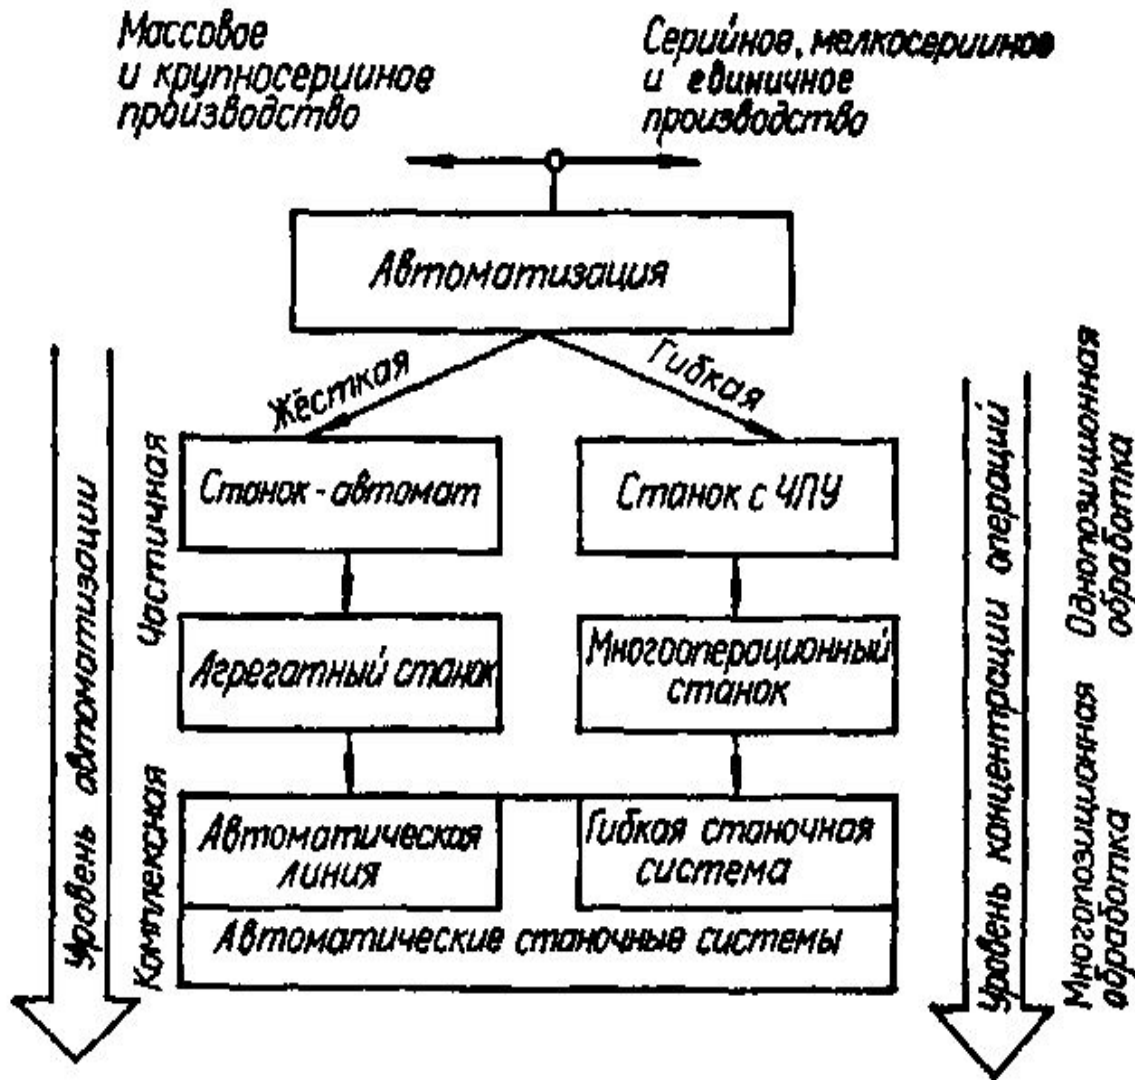 Массовое
и крупносерийное
производство
Серийное, мелкосерийное
и единичное
производство
Автоматизация
Жёсткая
Гибкая
Станок-автомат
Станок с ЧПУ
Агрегатный станок
Многооперационный
станок
Автоматическая
линия
Гибкая станочная
система
Автоматические станочные системы
Уровень автоматизации
Частичная
Комплексная
Уровень концентрации операций
Однопозиционная
обработка
Многопозиционная
обработка